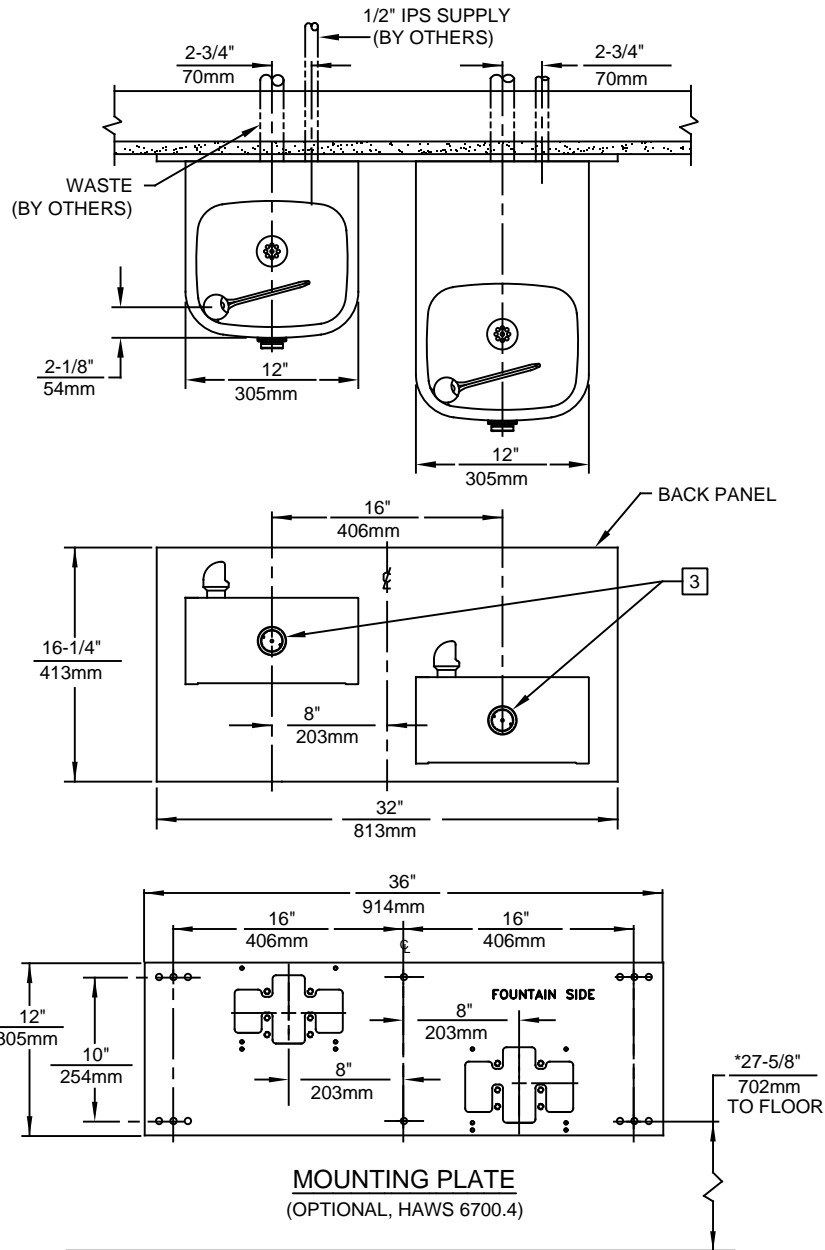 1/2" IPS SUPPLY
(BY OTHERS)
2-3/4"
70mm
2-3/4"
70mm
WASTE
(BY OTHERS)
2-1/8"
54mm
12"
305mm
12"
305mm
BACK PANEL
16"
406mm
3
16-1/4"
413mm
8"
203mm
32"
813mm
36"
914mm
16"
406mm
16"
406mm
FOUNTAIN SIDE
12"
305mm
10"
254mm
8"
203mm
8"
203mm
*27-5/8"
702mm
TO FLOOR
MOUNTING PLATE
(OPTIONAL, HAWS 6700.4)